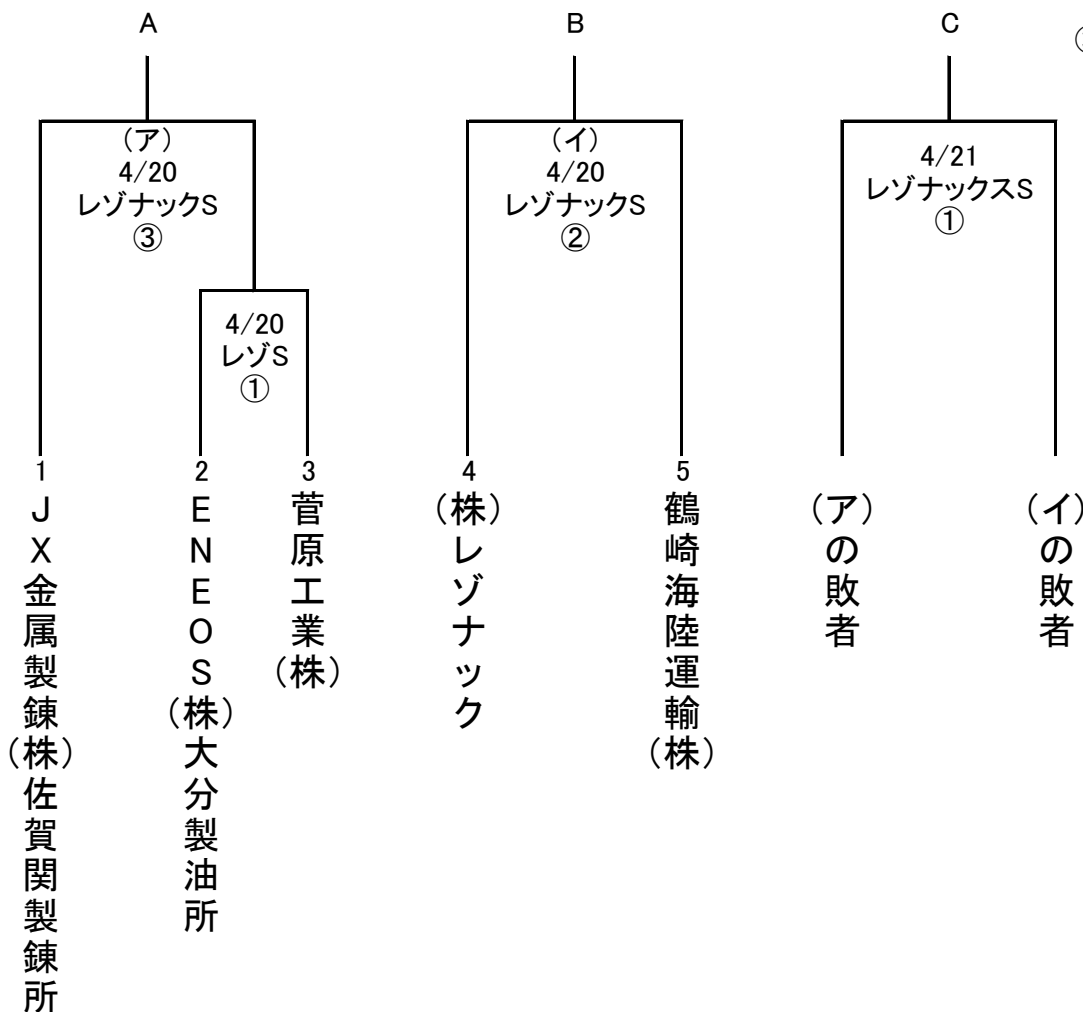 A
(ア)
4/20
レゾナックS
③
4/20
レゾS
①
1
JX金属製錬(株)佐賀関製錬所
2
ENEOS(株)大分製油所
3
菅原工業(株)
B
(イ)
4/20
レゾナックS
②
4
(株)レゾナック
5
鶴崎海陸運輸(株)
C
4/21
レゾナックスS
①
(ア)の敗者
(イ)の敗者